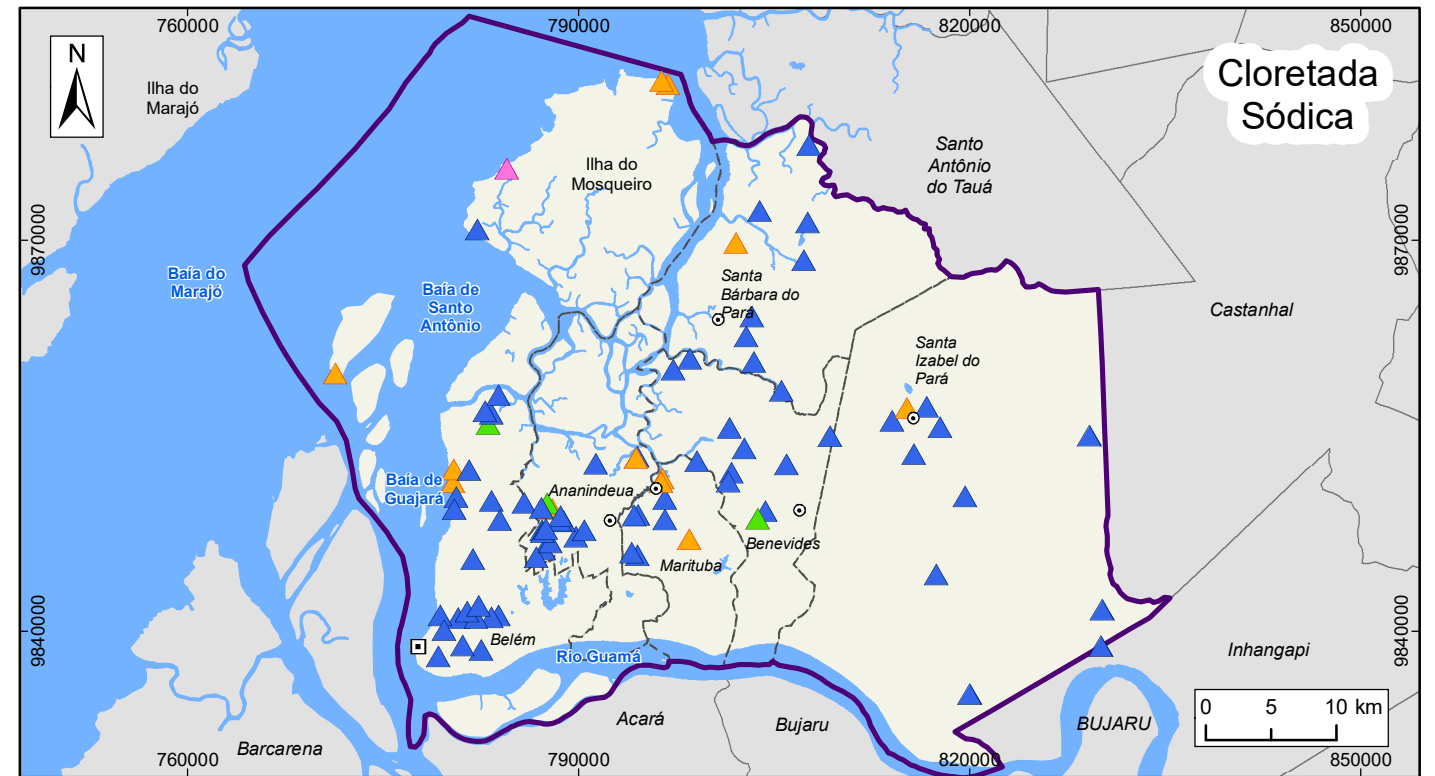 760000
790000
820000
850000
N
Cloretada
Sódica
Ilha do
Marajó
Santo
Antônio
do Tauá
Ilha do
Mosqueiro
9870000
9870000
Baía do
Marajó
Baía de
Santo
Antônio
Santa
Bárbara do
Pará
Castanhal
Santa
Izabel do
Pará
Baía de
Guajará
Ananindeua
Benevides
Marituba
9840000
9840000
Belém
Rio Guamá
Inhangapi
Acará
Bujaru
BUJARU
0 5 10 km
Barcarena
760000
790000
820000
850000